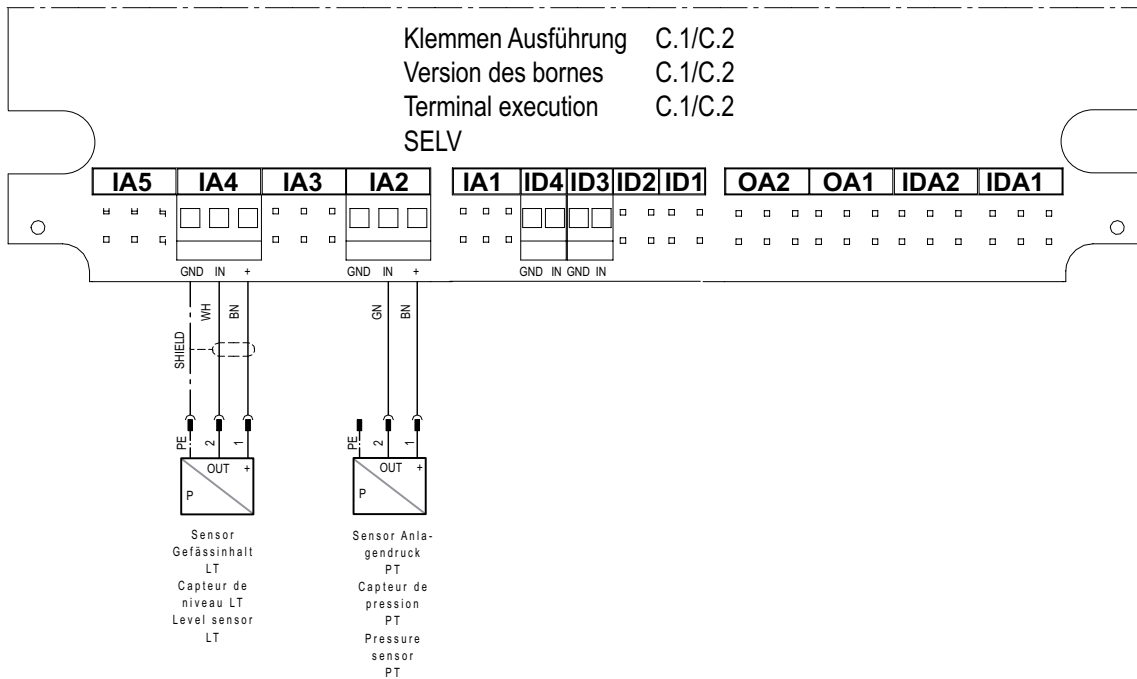 Klemmen Ausführung C.1/C.2
Version des bornes C.1/C.2
Terminal execution C.1/C.2
SELV
IA5 IA4 IA3 IA2 IA1 ID4 ID3 ID2 ID1 OA2 OA1 IDA2 IDA1
GND IN + GND IN + GND IN GND IN
SHIELD WH BN GN BN
PE 2 1 PE 2 1
OUT + OUT +
P P
Sensor
Gefässinhalt
LT
Capteur de
niveau LT
Level sensor
LT
Sensor Anla-
gendruck
PT
Capteur de
pression
PT
Pressure
sensor
PT